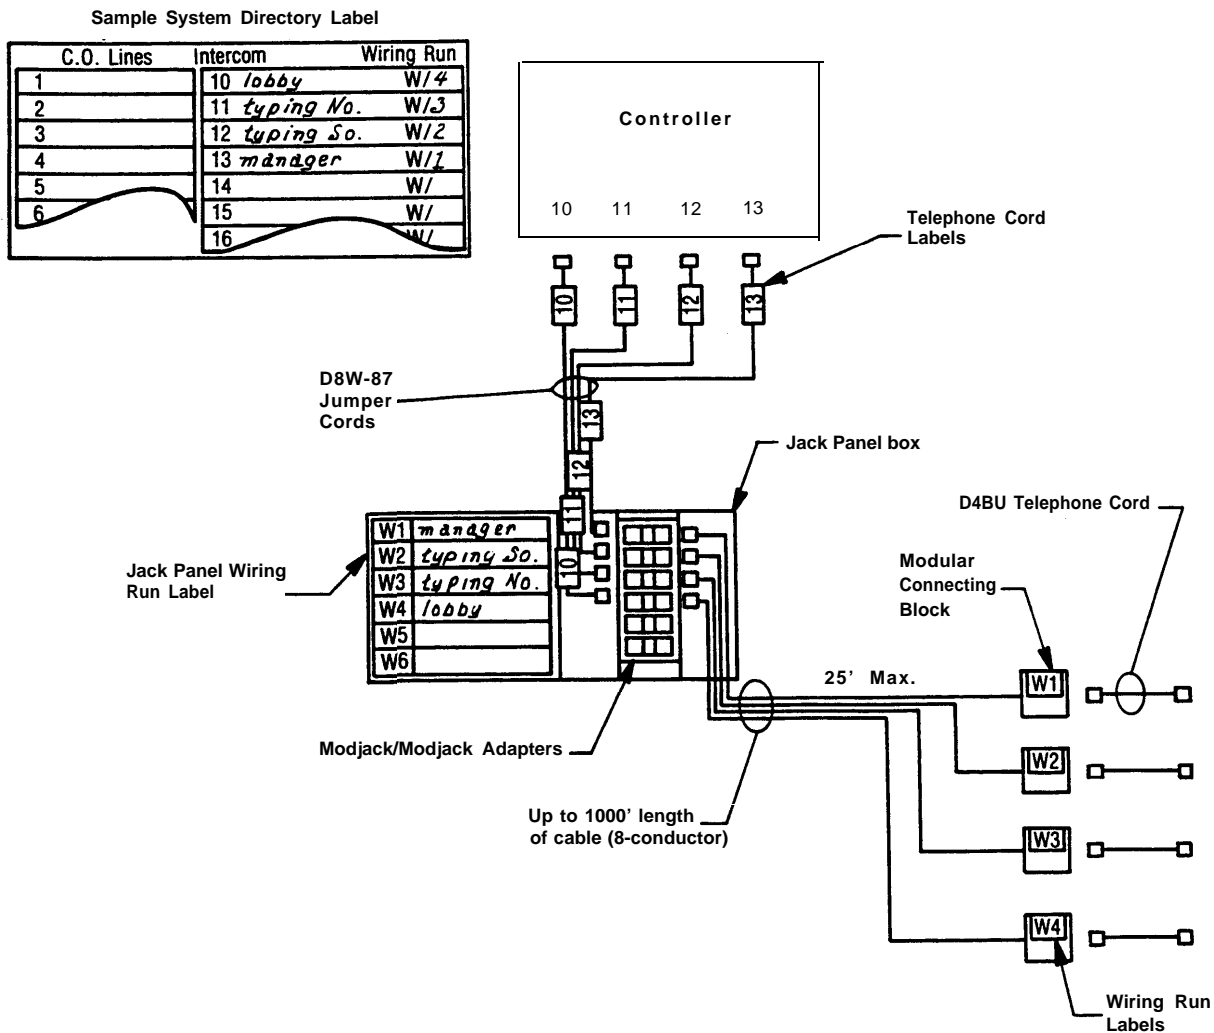 Sample System Directory Label
C.O. Lines Intercom Wiring Run
1 10 lobby W/4
2 11 typing No. W/3
3 12 typing So. W/2
4 13 manager W/1
5 14 W/
6 15 W/
16 W/
Controller
10 11 12 13
Telephone Cord
Labels
10 11 12 13
D8W-87
Jumper
Cords
13
12
11
10
Jack Panel box
D4BU Telephone Cord
Jack Panel Wiring
Run Label
W1 manager
W2 typing So.
W3 typing No.
W4 lobby
W5
W6
Modular
Connecting
Block
25' Max.
W1
W2
W3
W4
Modjack/Modjack Adapters
Up to 1000' length
of cable (8-conductor)
Wiring Run
Labels